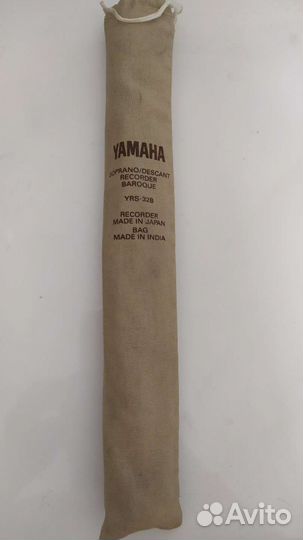 YAMAHA
SOPRANO/DESCANT
RECORDER
BAROQUE
YRS-32B
RECORDER
MADE IN JAPAN
BAG
MADE IN INDIA
Avito